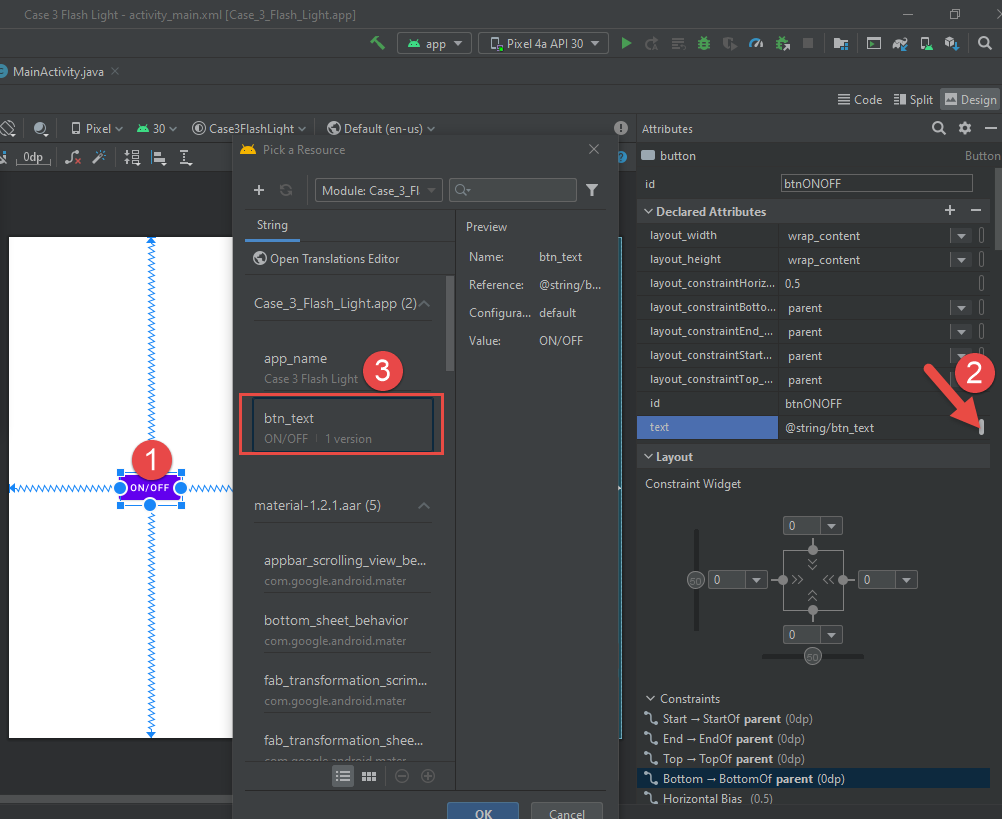 Case 3 Flash Light - activity_main.xml [Case_3_Flash_Light.app]
app
Pixel 4a API 30
MainActivity.java
Code
Split
Design
Pixel
30
Case3FlashLight
Default (en-us)
0dp
Pick a Resource
Module: Case_3_Fl
String
Open Translations Editor
Case_3_Flash_Light.app (2)
app_name
Case 3 Flash Light
3
btn_text
ON/OFF | 1 version
material-1.2.1.aar (5)
appbar_scrolling_view_be...
com.google.android.mater
bottom_sheet_behavior
com.google.android.mater
fab_transformation_scrim...
com.google.android.mater
fab_transformation_shee...
com.google.android.mater
Preview
Name: btn_text
Reference: @string/b...
Configura... default
Value: ON/OFF
OK
Cancel
1
ON/OFF
Attributes
button
Button
id btnONOFF
Declared Attributes
layout_width wrap_content
layout_height wrap_content
layout_constraintHoriz... 0.5
layout_constraintBotto... parent
layout_constraintEnd_... parent
layout_constraintStart... parent
layout_constraintTop_... parent
2
id btnONOFF
text @string/btn_text
Layout
Constraint Widget
0
50 0 0
0
50
Constraints
Start → StartOf parent (0dp)
End → EndOf parent (0dp)
Top → TopOf parent (0dp)
Bottom → BottomOf parent (0dp)
Horizontal Bias (0.5)